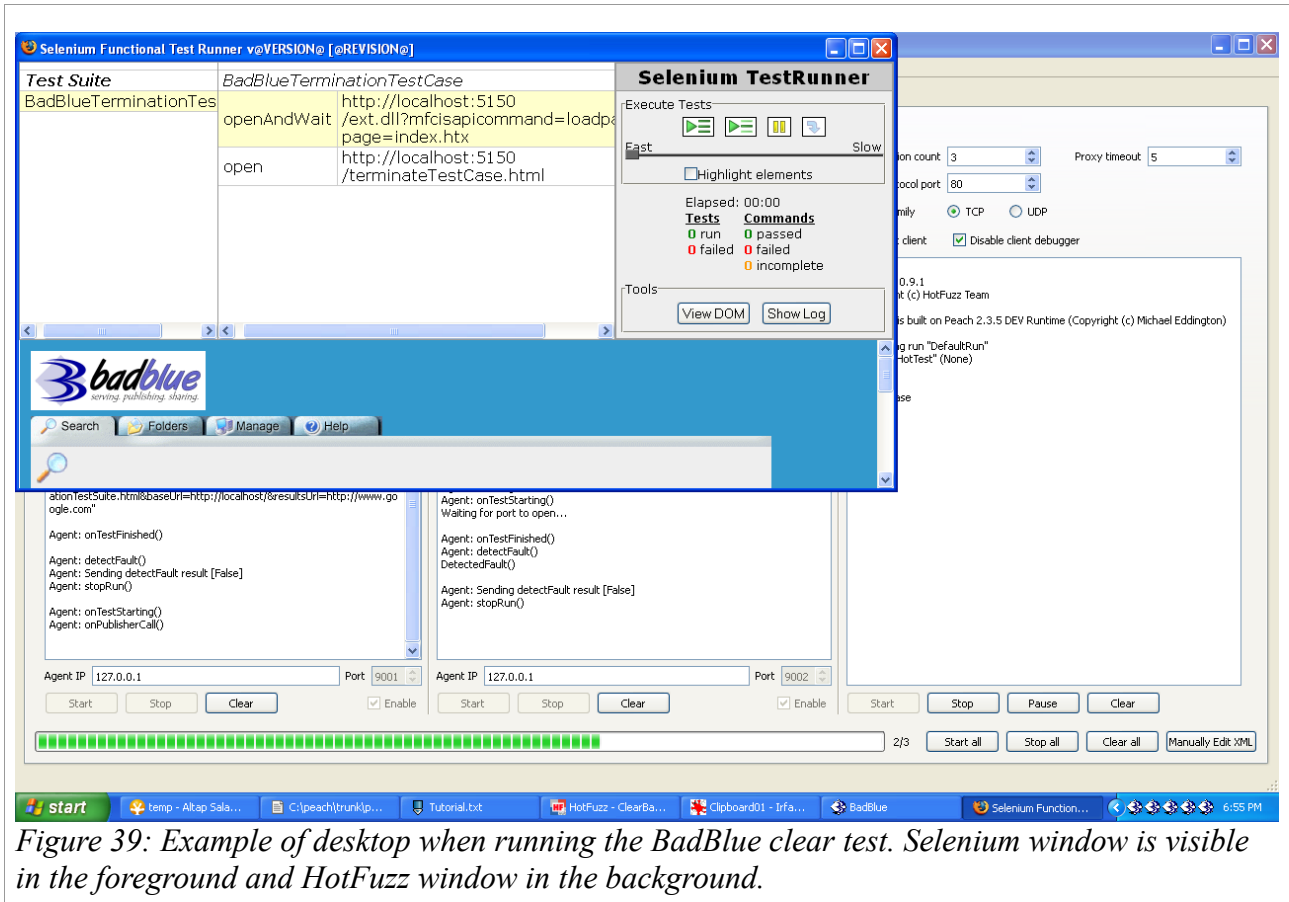 Selenium Functional Test Runner v@VERSION@ [@REVISION@]
Test Suite
BadBlueTerminationTestCase
BadBlueTerminationTes
openAndWait
http://localhost:5150
/ext.dll?mfcisapicommand=loadpa
page=index.htx
open
http://localhost:5150
/terminateTestCase.html
Selenium TestRunner
Execute Tests
Fast
Slow
Highlight elements
Elapsed: 00:00
Tests Commands
0 run 0 passed
0 failed 0 failed
0 incomplete
Tools
View DOM
Show Log
badblue
serving. publishing. sharing.
Search
Folders
Manage
Help
ion count 3
Proxy timeout 5
ocol port 80
mily TCP UDP
client Disable client debugger
0.9.1
ht (c) HotFuzz Team
is built on Peach 2.3.5 DEV Runtime (Copyright (c) Michael Eddington)
ng run "DefaultRun"
HotTest" (None)
ase
ationTestSuite.html&baseUrl=http://localhost/&resultsUrl=http://www.go
ogle.com"
Agent: onTestFinished()
Agent: detectFault()
Agent: Sending detectFault result [False]
Agent: stopRun()
Agent: onTestStarting()
Agent: onPublisherCall()
Agent: onTestStarting()
Waiting for port to open...
Agent: onTestFinished()
Agent: detectFault()
DetectedFault()
Agent: Sending detectFault result [False]
Agent: stopRun()
Agent IP 127.0.0.1 Port 9001
Start Stop Clear Enable
Agent IP 127.0.0.1 Port 9002
Start Stop Clear Enable
Start Stop Pause Clear
2/3 Start all Stop all Clear all Manually Edit XML
start
temp - Altap Sala...
C:\peach\trunk\p...
Tutorial.txt
HotFuzz - ClearBa...
Clipboard01 - Irfa...
BadBlue
Selenium Function...
6:55 PM
Figure 39: Example of desktop when running the BadBlue clear test. Selenium window is visible
in the foreground and HotFuzz window in the background.